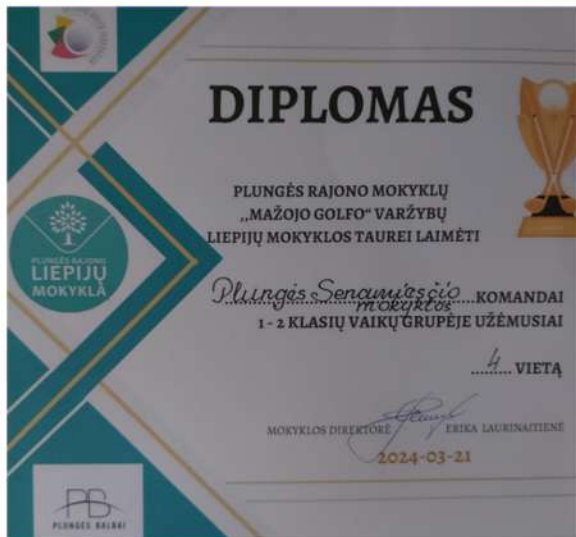 DIPLOMAS
PLUNGĖS RAJONO MOKYKLŲ
„MAŽOJO GOLFO“ VARŽYBŲ
LIEPIJŲ MOKYKLOS TAUREI LAIMĖTI
Plungės Senamiesčio mokyklos KOMANDAI
1 - 2 KLASIŲ VAIKŲ GRUPĖJE UŽĖMUSIAI
4 VIETĄ
MOKYKLOS DIREKTORĖ ERIKA LAURINAITIENĖ
2024-03-21
PLUNGĖS RAJONO
LIEPIJŲ
MOKYKLA
PB
PLUNGĖS BALBAI